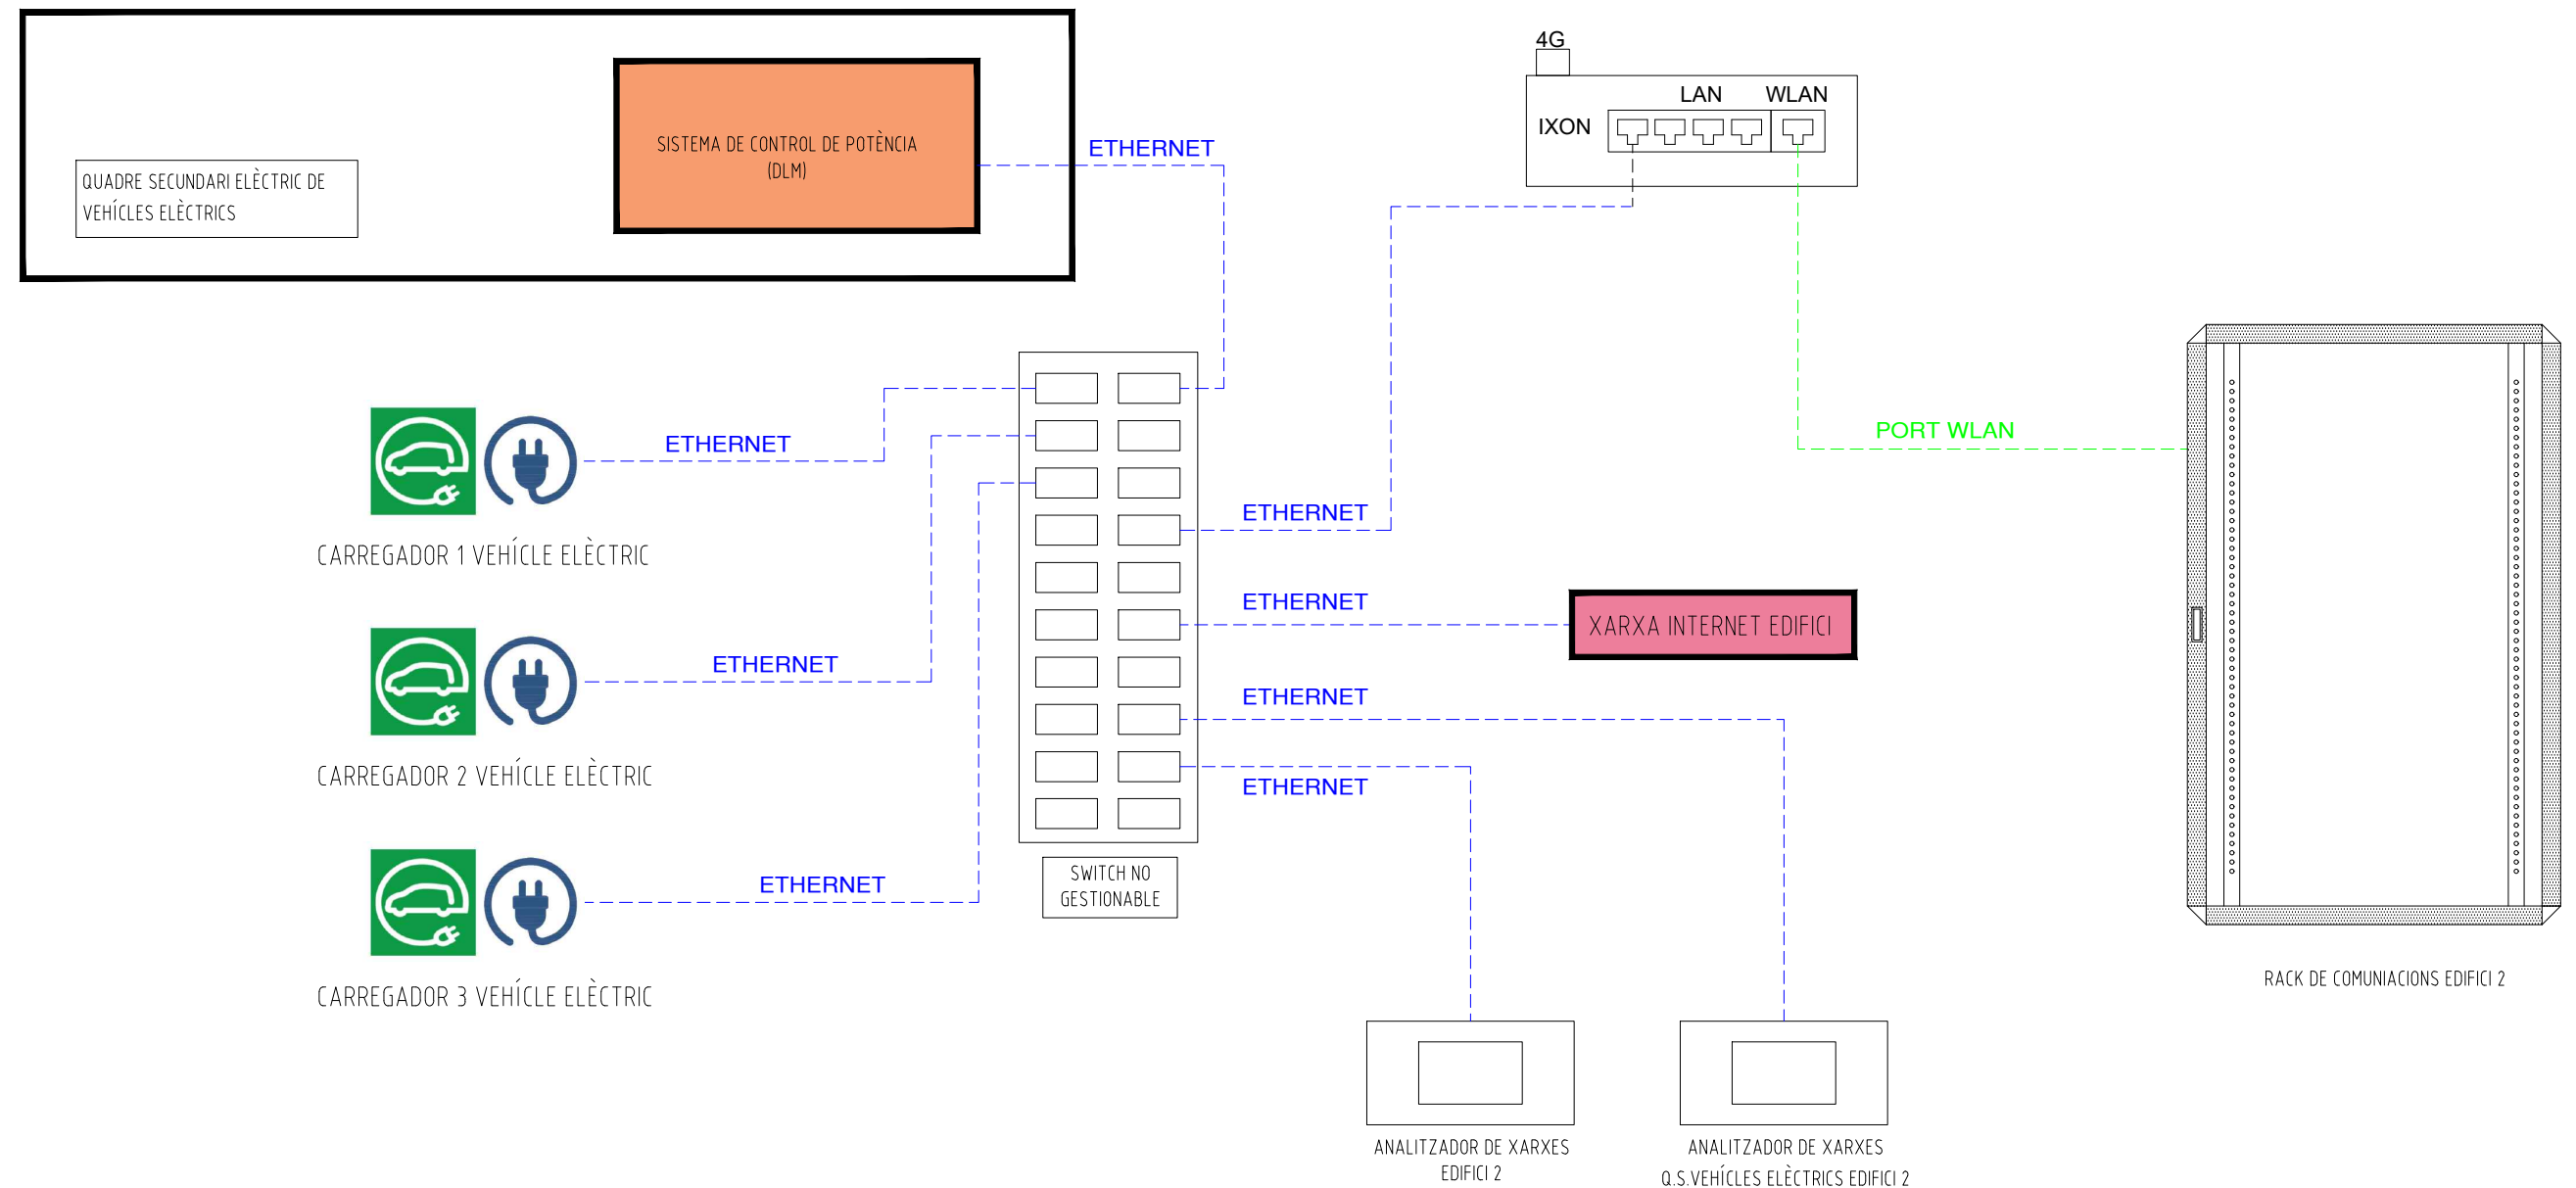 4G
LAN
WLAN
IXON
ETHERNET
SISTEMA DE CONTROL DE POTÈNCIA
(DLM)
QUADRE SECUNDARI ELÈCTRIC DE
VEHÍCLES ELÈCTRICS
PORT WLAN
ETHERNET
CARREGADOR 1 VEHÍCLE ELÈCTRIC
ETHERNET
ETHERNET
XARXA INTERNET EDIFICI
ETHERNET
CARREGADOR 2 VEHÍCLE ELÈCTRIC
ETHERNET
ETHERNET
ETHERNET
CARREGADOR 3 VEHÍCLE ELÈCTRIC
SWITCH NO
GESTIONABLE
RACK DE COMUNIACIONS EDIFICI 2
ANALITZADOR DE XARXES
EDIFICI 2
ANALITZADOR DE XARXES
Q.S.VEHÍCLES ELÈCTRICS EDIFICI 2